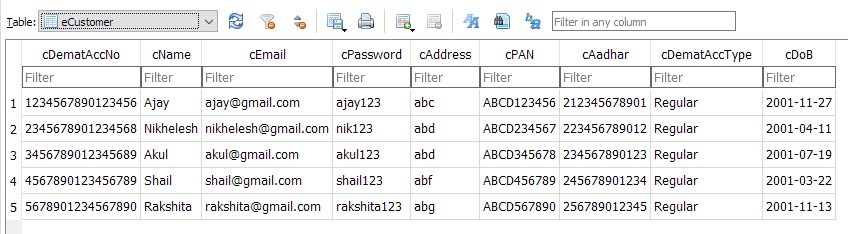 Table: eCustomer Filter in any column
cDematAccNo cName cEmail cPassword cAddress cPAN cAadhar cDematAccType cDoB
Filter Filter Filter Filter Filter Filter Filter Filter Filter
1 1234567890123456 Ajay ajay@gmail.com ajay123 abc ABCD123456 212345678901 Regular 2001-11-27
2 2345678901234568 Nikhelesh nikhelesh@gmail.com nik123 abd ABCD234567 223456789012 Regular 2001-04-11
3 3456789012345689 Akul akul@gmail.com akul123 abd ABCD345678 234567890123 Regular 2001-07-19
4 4567890123456789 Shail shail@gmail.com shail123 abf ABCD456789 245678901234 Regular 2001-03-22
5 5678901234567890 Rakshita rakshita@gmail.com rakshita123 abg ABCD567890 256789012345 Regular 2001-11-13